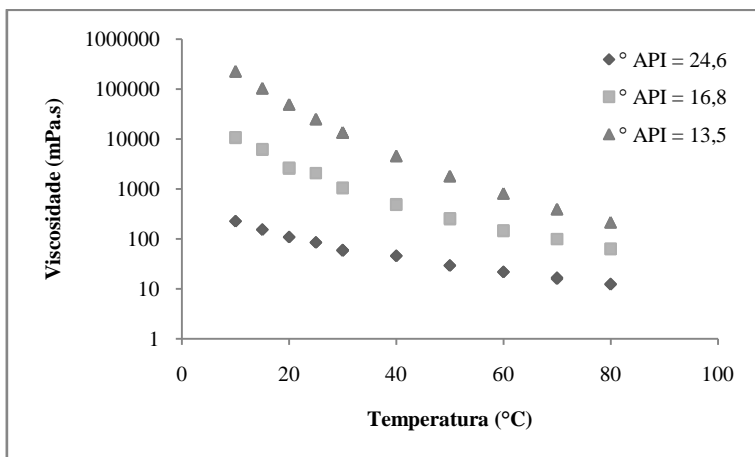 1000000
100000
10000
1000
100
10
1
Viscosidade (mPa.s)
° API = 24,6
° API = 16,8
° API = 13,5
0 20 40 60 80 100
Temperatura (°C)